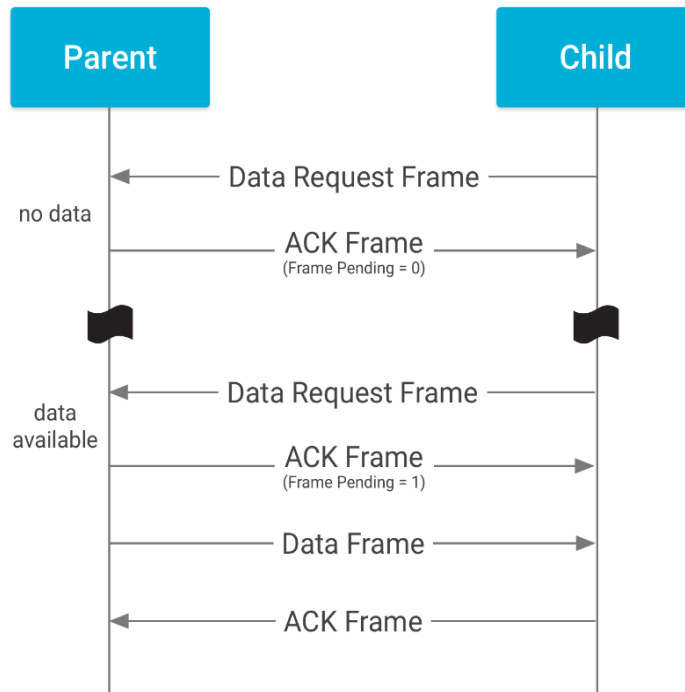 Parent
Child
Data Request Frame
no data
ACK Frame
(Frame Pending = 0)
Data Request Frame
data
available
ACK Frame
(Frame Pending = 1)
Data Frame
ACK Frame